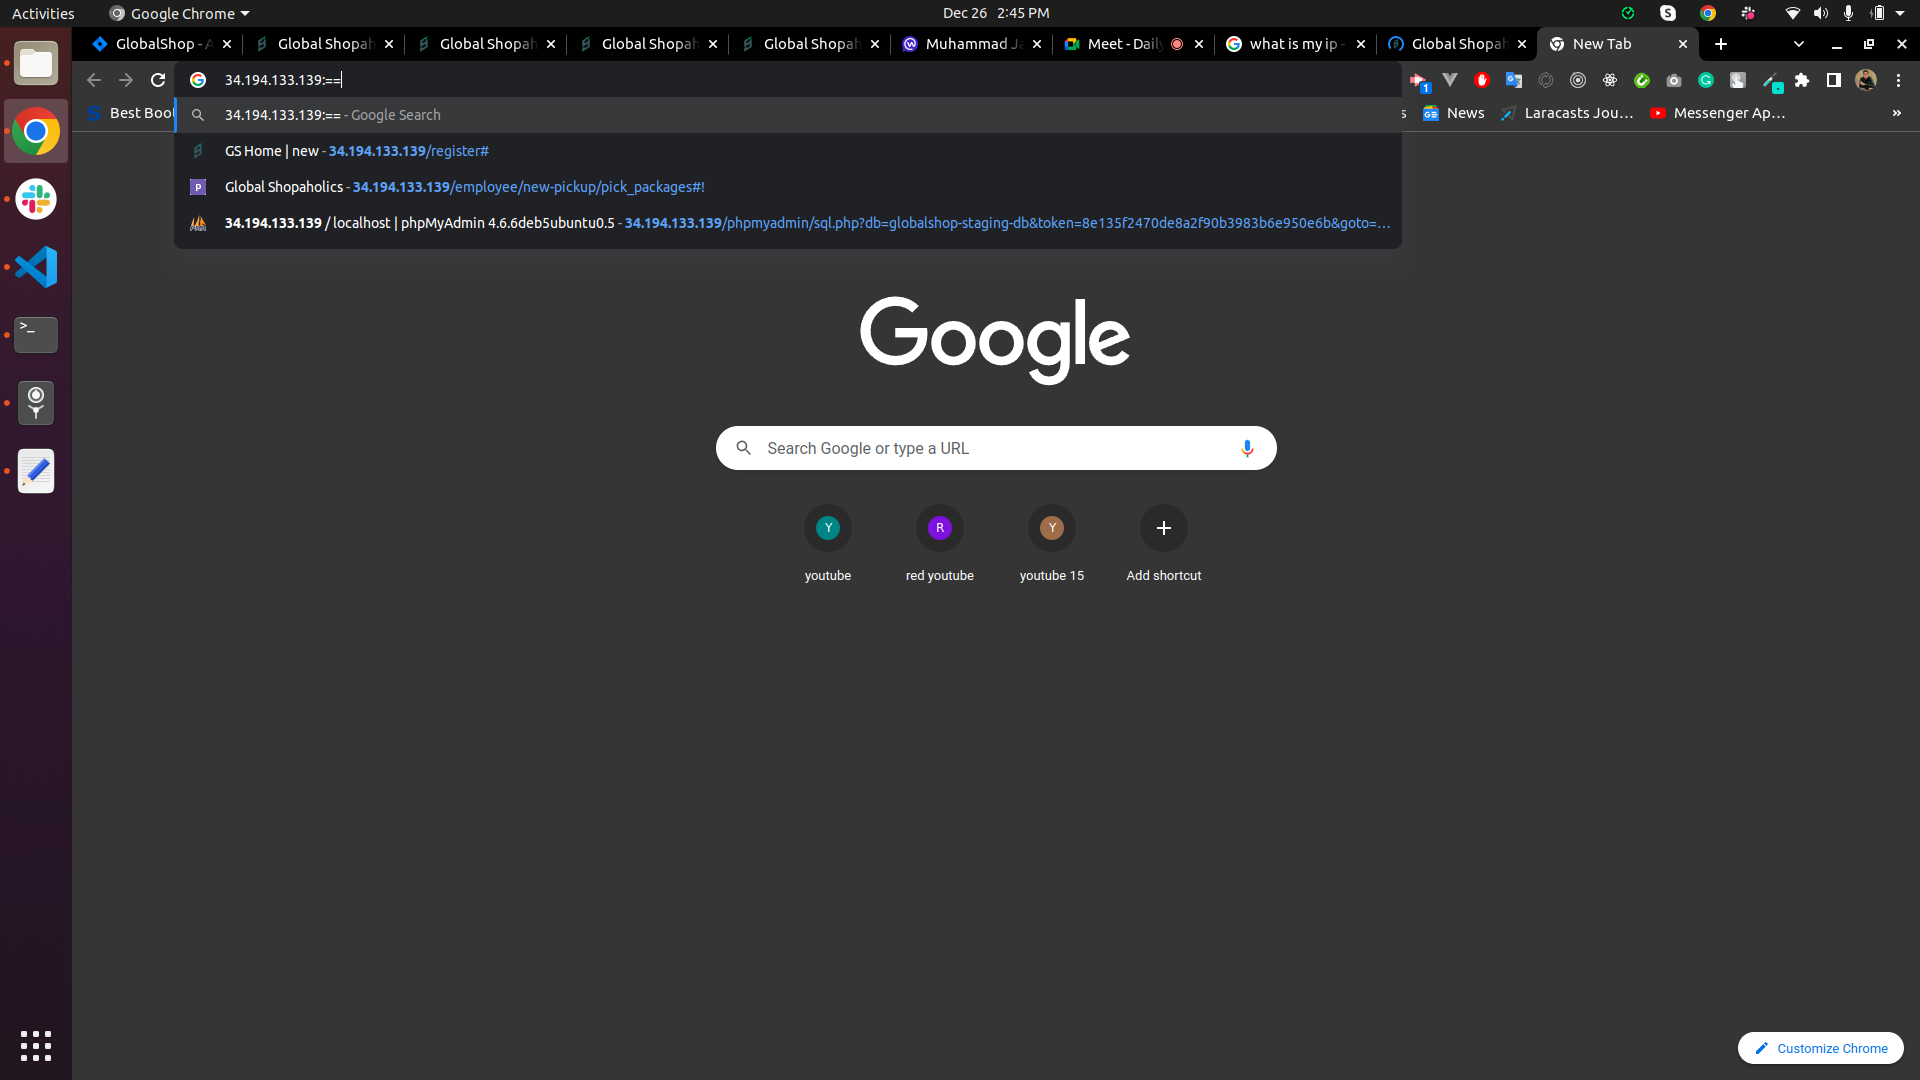 Activities
Google Chrome
Dec 26 2:45 PM
GlobalShop - A
Global Shopah
Global Shopah
Global Shopah
Global Shopah
Muhammad Ja
Meet - Daily
what is my ip -
Global Shopah
New Tab
34.194.133.139:==
1
Best Bool
s
News
Laracasts Jou…
Messenger Ap…
»
34.194.133.139:== - Google Search
GS Home | new - 34.194.133.139/register#
Global Shopaholics - 34.194.133.139/employee/new-pickup/pick_packages#!
34.194.133.139 / localhost | phpMyAdmin 4.6.6deb5ubuntu0.5 - 34.194.133.139/phpmyadmin/sql.php?db=globalshop-staging-db&token=8e135f2470de8a2f90b3983b6e950e6b&goto=…
Google
Search Google or type a URL
Y
R
Y
youtube
red youtube
youtube 15
Add shortcut
Customize Chrome